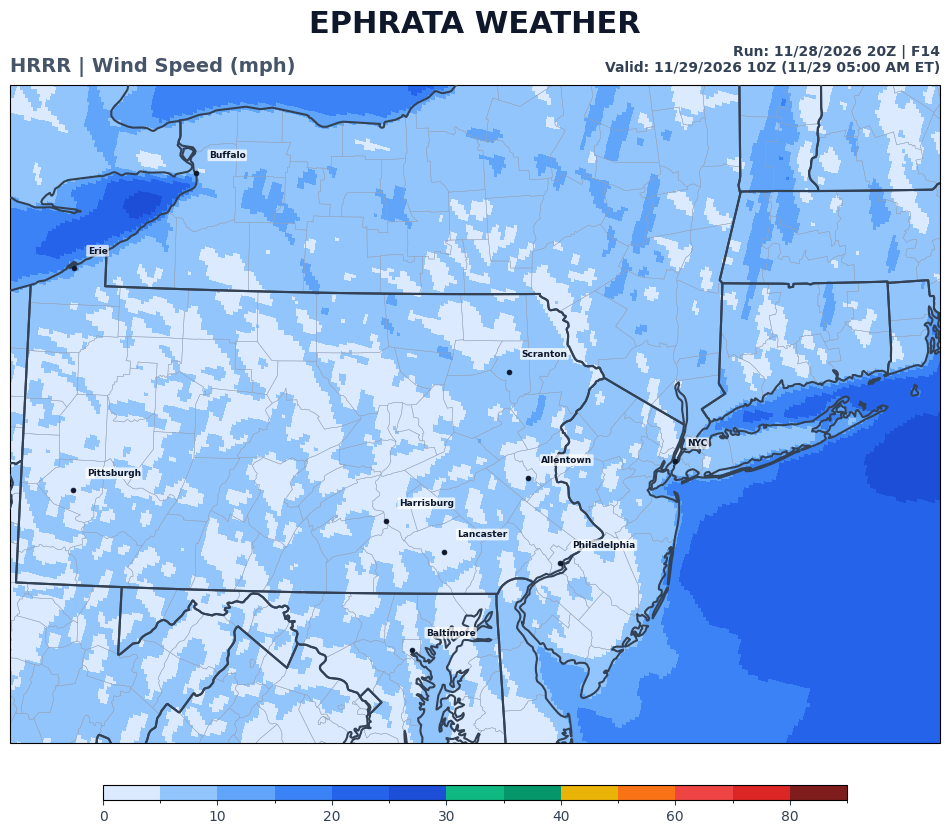 EPHRATA WEATHER
HRRR | Wind Speed (mph)
Run: 11/28/2026 20Z | F14
Valid: 11/29/2026 10Z (11/29 05:00 AM ET)
Buffalo
Erie
Scranton
NYC
Allentown
Pittsburgh
Harrisburg
Lancaster
Philadelphia
Baltimore
0 10 20 30 40 50 60 70 80